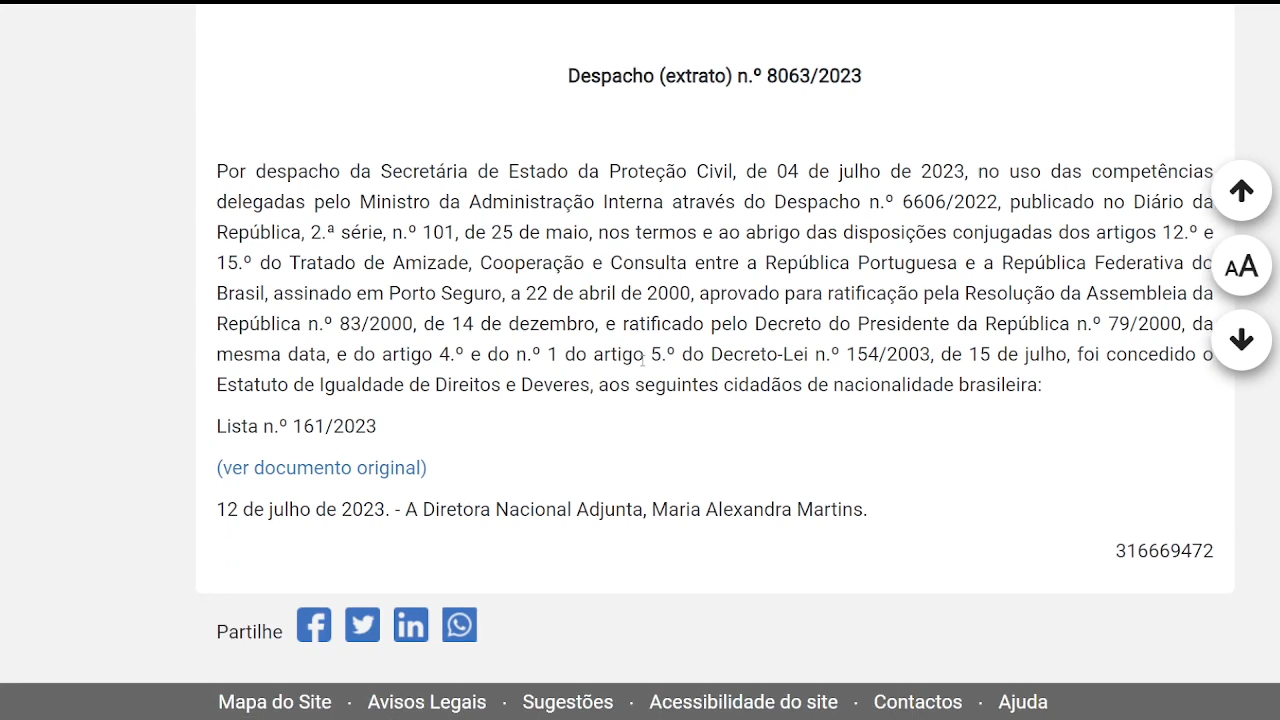 Despacho (extrato) n.º 8063/2023
Por despacho da Secretária de Estado da Proteção Civil, de 04 de julho de 2023, no uso das competências
delegadas pelo Ministro da Administração Interna através do Despacho n.º 6606/2022, publicado no Diário da
República, 2.ª série, n.º 101, de 25 de maio, nos termos e ao abrigo das disposições conjugadas dos artigos 12.º e
15.º do Tratado de Amizade, Cooperação e Consulta entre a República Portuguesa e a República Federativa do
Brasil, assinado em Porto Seguro, a 22 de abril de 2000, aprovado para ratificação pela Resolução da Assembleia da
República n.º 83/2000, de 14 de dezembro, e ratificado pelo Decreto do Presidente da República n.º 79/2000, da
mesma data, e do artigo 4.º e do n.º 1 do artigo 5.º do Decreto-Lei n.º 154/2003, de 15 de julho, foi concedido o
Estatuto de Igualdade de Direitos e Deveres, aos seguintes cidadãos de nacionalidade brasileira:
Lista n.º 161/2023
(ver documento original)
12 de julho de 2023. - A Diretora Nacional Adjunta, Maria Alexandra Martins.
316669472
AA
Partilhe
Mapa do Site · Avisos Legais · Sugestões · Acessibilidade do site · Contactos · Ajuda